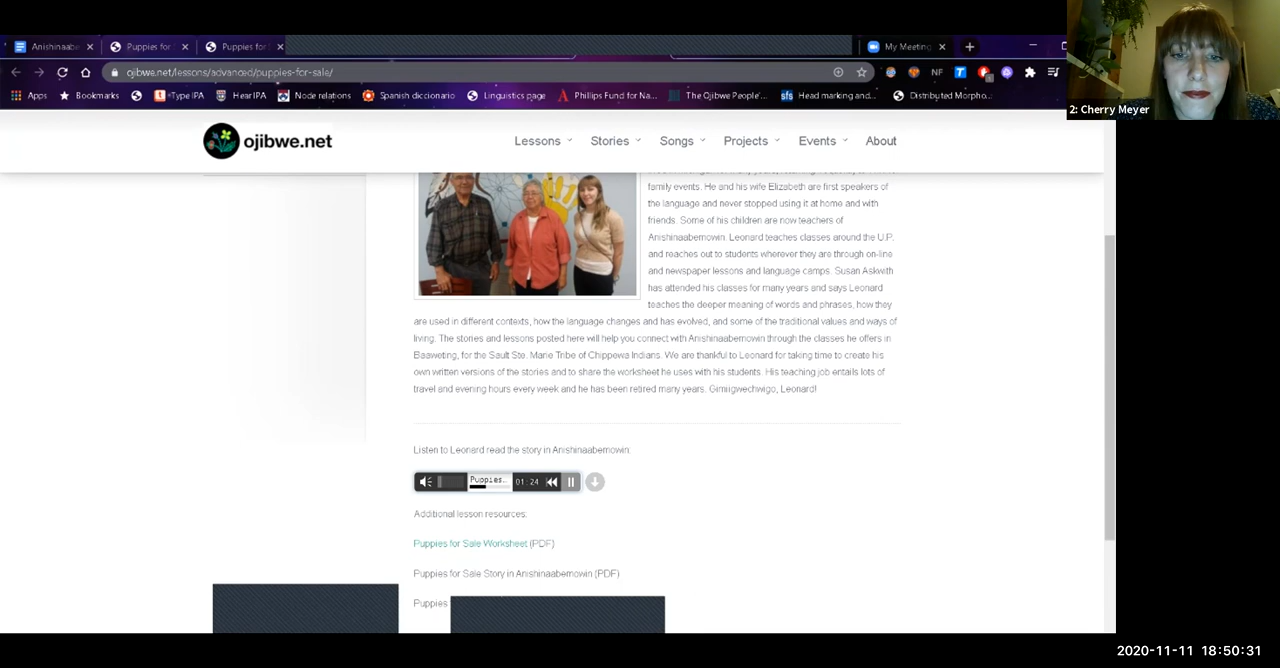 Anishinaabe
Puppies for
Puppies for
My Meeting
ojibwe.net/lessons/advanced/puppies-for-sale/
NF
Apps
Bookmarks
+Type IPA
Hear IPA
Node relations
Spanish diccionario
Linguistics page
Phillips Fund for Na...
The Ojibwe People'...
sfs Head marking and...
Distributed Morpho...
2: Cherry Meyer
ojibwe.net
Lessons
Stories
Songs
Projects
Events
About
family events. He and his wife Elizabeth are first speakers of
the language and never stopped using it at home and with
friends. Some of his children are now teachers of
Anishinaabemowin. Leonard teaches classes around the U.P.
and reaches out to students wherever they are through on-line
and newspaper lessons and language camps. Susan Askwith
has attended his classes for many years and says Leonard
teaches the deeper meaning of words and phrases, how they
are used in different contexts, how the language changes and has evolved, and some of the traditional values and ways of
living. The stories and lessons posted here will help you connect with Anishinaabemowin through the classes he offers in
Baaweting, for the Sault Ste. Marie Tribe of Chippewa Indians. We are thankful to Leonard for taking time to create his
own written versions of the stories and to share the worksheet he uses with his students. His teaching job entails lots of
travel and evening hours every week and he has been retired many years. Gimiigwechwigo, Leonard!
Listen to Leonard read the story in Anishinaabemowin:
Puppies..
01:24
Additional lesson resources:
Puppies for Sale Worksheet (PDF)
Puppies for Sale Story in Anishinaabemowin (PDF)
Puppies
2020-11-11 18:50:31